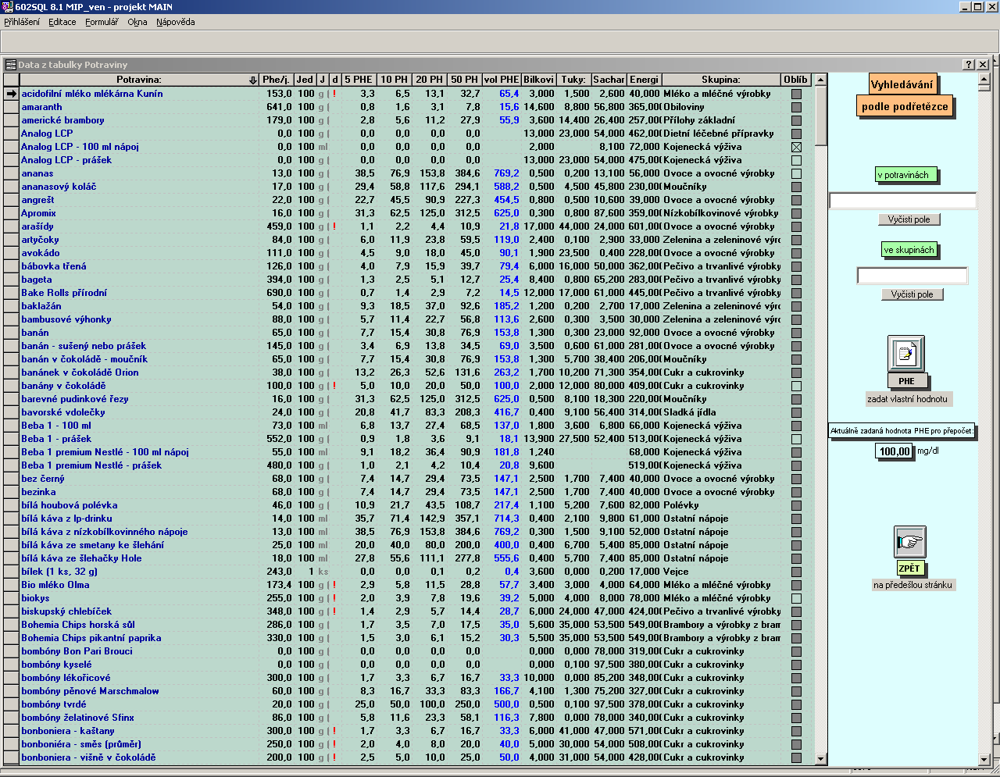 602SQL 8.1 MIP_ven - projekt MAIN
Přihlášení Editace Formulář Okna Nápověda
Data z tabulky Potraviny
Potravina: Phe/j. Jed J d 5 PHE 10 PH 20 PH 50 PH vol PHE Bilkovi Tuky: Sachar Energi Skupina: Oblíb
acidofilní mléko mlékárna Kunín 153,0 100 g ! 3,3 6,5 13,1 32,7 65,4 3,000 1,500 2,600 40,000 Mléko a mléčné výrobky
amaranth 641,0 100 g 0,8 1,6 3,1 7,8 15,6 14,600 8,800 56,800 365,00 Obiloviny
americké brambory 179,0 100 g 2,8 5,6 11,2 27,9 55,9 3,600 14,400 26,400 257,00 Přílohy základní
Analog LCP 0,0 100 g 0,0 0,0 0,0 0,0 13,000 23,000 54,000 462,00 Dietní léčebné přípravky
Analog LCP - 100 ml nápoj 0,0 100 ml 0,0 0,0 0,0 0,0 2,000 8,100 72,000 Kojenecká výživa
Analog LCP - prášek 0,0 100 g 0,0 0,0 0,0 0,0 13,000 23,000 54,000 475,00 Kojenecká výživa
ananas 13,0 100 g 38,5 76,9 153,8 384,6 769,2 0,500 0,200 13,100 56,000 Ovoce a ovocné výrobky
ananasový koláč 17,0 100 g 29,4 58,8 117,6 294,1 588,2 0,500 4,500 45,800 230,00 Moučníky
angrešt 22,0 100 g 22,7 45,5 90,9 227,3 454,5 0,800 0,500 10,600 39,000 Ovoce a ovocné výrobky
Apromix 16,0 100 g 31,3 62,5 125,0 312,5 625,0 0,300 0,800 87,600 359,00 Nízkobílkovinové výrobky
arašídy 459,0 100 g ! 1,1 2,2 4,4 10,9 21,8 17,000 44,000 24,000 601,00 Ovoce a ovocné výrobky
artyčoky 84,0 100 g 6,0 11,9 23,8 59,5 119,0 2,400 0,100 2,900 33,000 Zelenina a zeleninové výr
avokádo 111,0 100 g 4,5 9,0 18,0 45,0 90,1 1,900 23,500 0,400 228,00 Ovoce a ovocné výrobky
bábovka třená 126,0 100 g 4,0 7,9 15,9 39,7 79,4 6,000 16,000 50,000 362,00 Pečivo a trvanlivé výrobky
bageta 394,0 100 g 1,3 2,5 5,1 12,7 25,4 8,400 0,800 65,200 283,00 Pečivo a trvanlivé výrobky
Bake Rolls přírodní 690,0 100 g 0,7 1,4 2,9 7,2 14,5 12,000 17,000 61,000 445,00 Pečivo a trvanlivé výrobky
baklažán 54,0 100 g 9,3 18,5 37,0 92,6 185,2 1,200 0,200 2,700 17,000 Zelenina a zeleninové výr
bambusové výhonky 88,0 100 g 5,7 11,4 22,7 56,8 113,6 2,600 0,300 3,500 30,000 Zelenina a zeleninové výr
banán 65,0 100 g 7,7 15,4 30,8 76,9 153,8 1,300 0,300 23,000 92,000 Ovoce a ovocné výrobky
banán - sušený nebo prášek 145,0 100 g 3,4 6,9 13,8 34,5 69,0 3,500 0,600 61,000 281,00 Ovoce a ovocné výrobky
banán v čokoládě - moučník 65,0 100 g 7,7 15,4 30,8 76,9 153,8 1,300 5,700 38,400 206,00 Moučníky
banánek v čokoládě Orion 38,0 100 g 13,2 26,3 52,6 131,6 263,2 1,700 10,200 71,300 354,00 Cukr a cukrovinky
banány v čokoládě 100,0 100 g ! 5,0 10,0 20,0 50,0 100,0 2,000 12,000 80,000 409,00 Cukr a cukrovinky
barevné pudinkové řezy 16,0 100 g 31,3 62,5 125,0 312,5 625,0 0,500 8,100 18,300 220,00 Moučníky
bavorské vdolečky 24,0 100 g 20,8 41,7 83,3 208,3 416,7 0,400 9,100 56,400 314,00 Sladká jídla
Beba 1 - 100 ml 73,0 100 ml 6,8 13,7 27,4 68,5 137,0 1,800 3,600 6,800 66,000 Kojenecká výživa
Beba 1 - prášek 552,0 100 g 0,9 1,8 3,6 9,1 18,1 13,900 27,500 52,400 513,00 Kojenecká výživa
Beba 1 premium Nestlé - 100 ml nápoj 55,0 100 ml 9,1 18,2 36,4 90,9 181,8 1,240 68,000 Kojenecká výživa
Beba 1 premium Nestlé - prášek 480,0 100 g 1,0 2,1 4,2 10,4 20,8 9,600 519,00 Kojenecká výživa
bez černý 68,0 100 g 7,4 14,7 29,4 73,5 147,1 2,500 1,700 7,400 40,000 Ovoce a ovocné výrobky
bezinka 68,0 100 g 7,4 14,7 29,4 73,5 147,1 2,500 1,700 7,400 40,000 Ovoce a ovocné výrobky
bílá houbová polévka 46,0 100 g 10,9 21,7 43,5 108,7 217,4 1,100 5,200 7,600 82,000 Polévky
bílá káva z lp-drinku 14,0 100 ml 35,7 71,4 142,9 357,1 714,3 0,400 2,100 9,800 61,000 Ostatní nápoje
bílá káva z nízkobílkovinného nápoje 13,0 100 ml 38,5 76,9 153,8 384,6 769,2 0,300 1,500 9,100 52,000 Ostatní nápoje
bílá káva ze smetany ke šlehání 25,0 100 ml 20,0 40,0 80,0 200,0 400,0 0,400 6,700 5,400 85,000 Ostatní nápoje
bílá káva ze šlehačky Hole 18,0 100 ml 27,8 55,6 111,1 277,8 555,6 0,400 5,700 7,400 85,000 Ostatní nápoje
bílek (1 ks, 32 g) 243,0 1 ks 0,0 0,0 0,1 0,2 0,4 3,600 0,000 0,200 17,000 Vejce
Bio mléko Olma 173,4 100 g ! 2,9 5,8 11,5 28,8 57,7 3,400 3,000 4,000 64,000 Mléko a mléčné výrobky
biokys 255,0 100 g ! 2,0 3,9 7,8 19,6 39,2 5,000 4,000 8,000 78,000 Mléko a mléčné výrobky
biskupský chlebíček 348,0 100 g ! 1,4 2,9 5,7 14,4 28,7 6,000 24,000 47,000 424,00 Pečivo a trvanlivé výrobky
Bohemia Chips horská sůl 286,0 100 g 1,7 3,5 7,0 17,5 35,0 5,600 35,000 53,500 549,00 Brambory a výrobky z bram
Bohemia Chips pikantní paprika 330,0 100 g 1,5 3,0 6,1 15,2 30,3 5,500 35,000 53,500 549,00 Brambory a výrobky z bram
bombóny Bon Pari Brouci 0,0 100 g 0,0 0,0 0,0 0,0 0,000 0,000 78,000 319,00 Cukr a cukrovinky
bombóny kyselé 0,0 100 g 0,0 0,0 0,0 0,0 0,000 0,100 97,500 380,00 Cukr a cukrovinky
bombóny lékořicové 300,0 100 g 1,7 3,3 6,7 16,7 33,3 10,000 0,000 85,200 348,00 Cukr a cukrovinky
bombóny pěnové Marschmalow 60,0 100 g 8,3 16,7 33,3 83,3 166,7 4,100 1,300 75,200 327,00 Cukr a cukrovinky
bombóny tvrdé 20,0 100 g 25,0 50,0 100,0 250,0 500,0 0,500 0,100 97,500 378,00 Cukr a cukrovinky
bombóny želatinové Sfinx 86,0 100 g 5,8 11,6 23,3 58,1 116,3 7,800 0,000 78,000 340,00 Cukr a cukrovinky
bonboniera - kaštany 300,0 100 g ! 1,7 3,3 6,7 16,7 33,3 6,000 41,000 47,000 571,00 Cukr a cukrovinky
bonboniéra - směs (průměr) 250,0 100 g ! 2,0 4,0 8,0 20,0 40,0 5,000 30,000 54,000 508,00 Cukr a cukrovinky
bonboniera - višně v čokoládě 200,0 100 g ! 2,5 5,0 10,0 25,0 50,0 4,000 31,000 54,000 428,00 Cukr a cukrovinky
Vyhledávání
podle podřetězce
v potravinách
Vyčisti pole
ve skupinách
Vyčisti pole
PHE
zadat vlastní hodnotu
Aktuálně zadaná hodnota PHE pro přepočet:
100,00 mg/dl
ZPĚT
na předešlou stránku